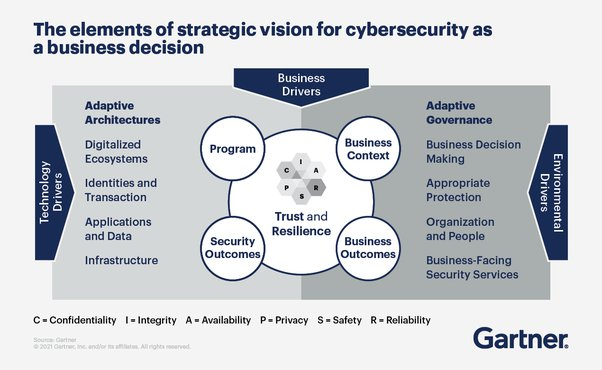 The elements of strategic vision for cybersecurity as
a business decision
Business
Drivers
Technology
Drivers
Adaptive
Architectures
Digitalized
Ecosystems
Identities and
Transaction
Applications
and Data
Infrastructure
Program
Business
Context
I
C
A
P
R
S
Trust and
Resilience
Security
Outcomes
Business
Outcomes
Adaptive
Governance
Business Decision
Making
Appropriate
Protection
Organization
and People
Business-Facing
Security Services
Environmental
Drivers
C = Confidentiality I = Integrity A = Availability P = Privacy S = Safety R = Reliability
Source: Gartner
© 2021 Gartner, Inc. and/or its affiliates. All rights reserved.
Gartner®